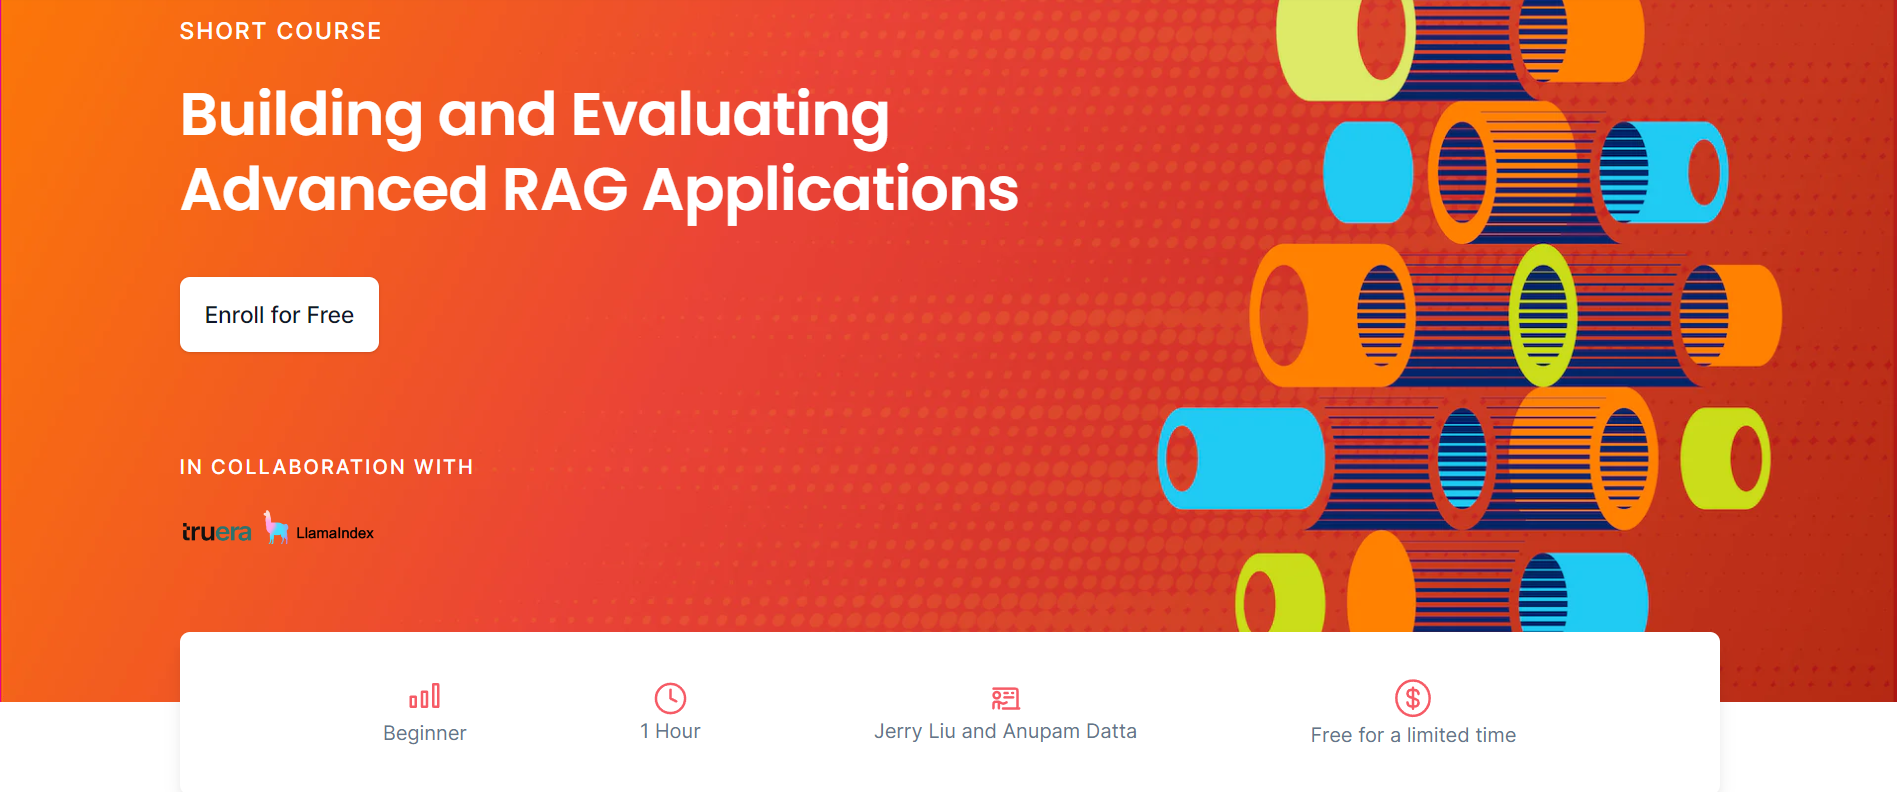 SHORT COURSE
Building and Evaluating
Advanced RAG Applications
Enroll for Free
IN COLLABORATION WITH
truera LlamaIndex
Beginner
1 Hour
Jerry Liu and Anupam Datta
Free for a limited time